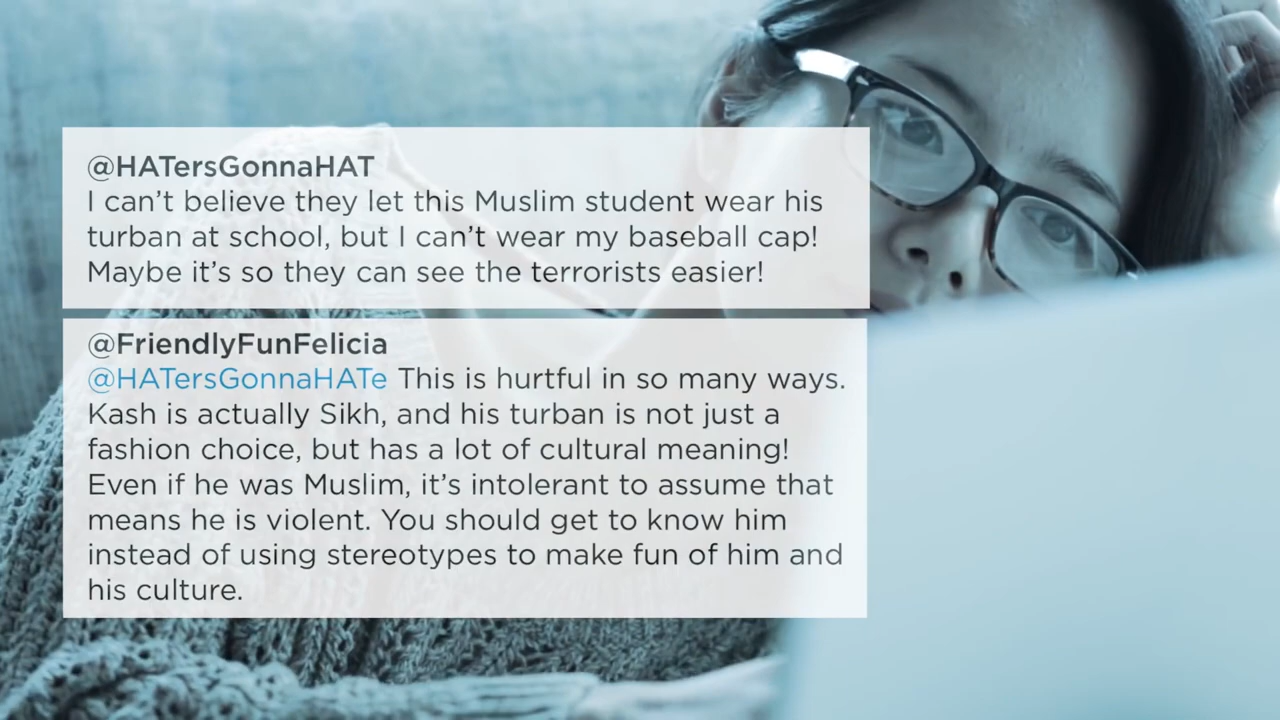 @HATersGonnaHAT
I can’t believe they let this Muslim student wear his
turban at school, but I can’t wear my baseball cap!
Maybe it’s so they can see the terrorists easier!
@FriendlyFunFelicia
@HATersGonnaHATe This is hurtful in so many ways.
Kash is actually Sikh, and his turban is not just a
fashion choice, but has a lot of cultural meaning!
Even if he was Muslim, it’s intolerant to assume that
means he is violent. You should get to know him
instead of using stereotypes to make fun of him and
his culture.